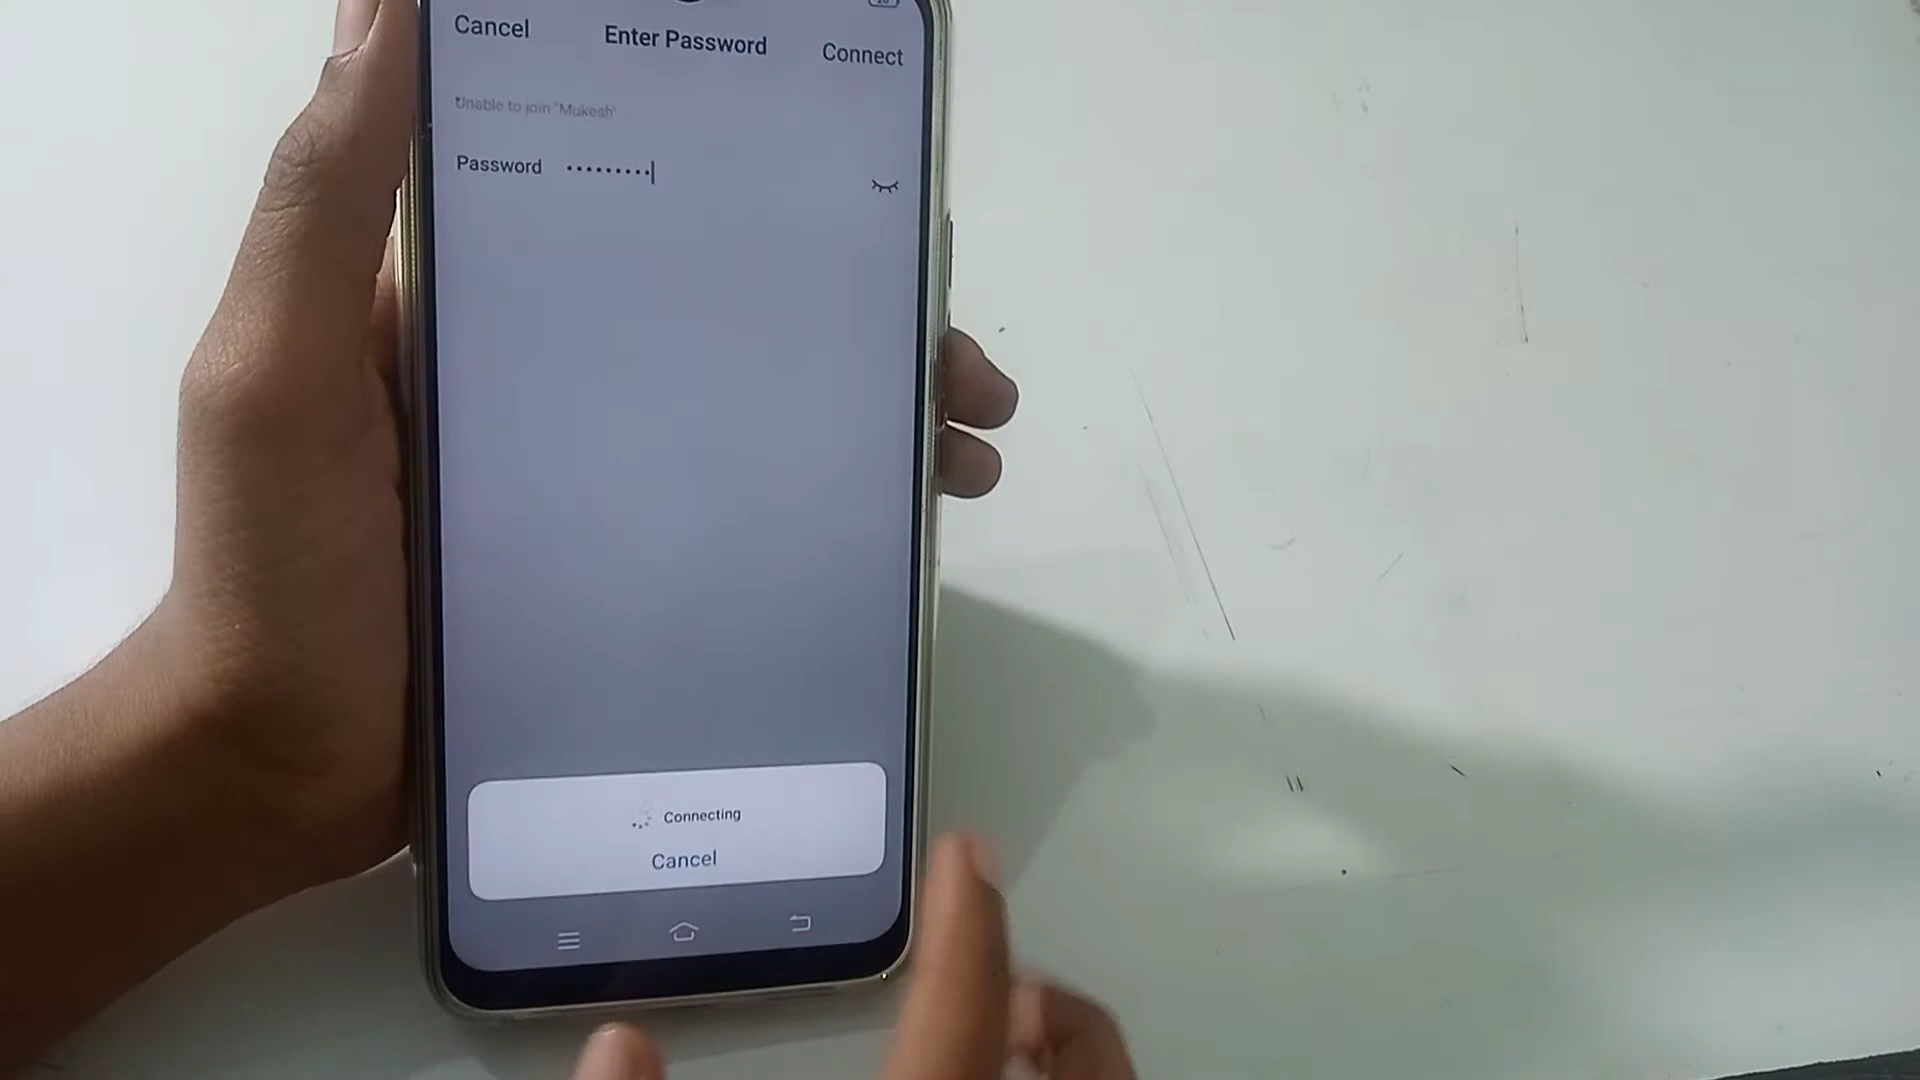 Cancel
Enter Password
Connect
Unable to join "Mukesh"
Password
Connecting
Cancel